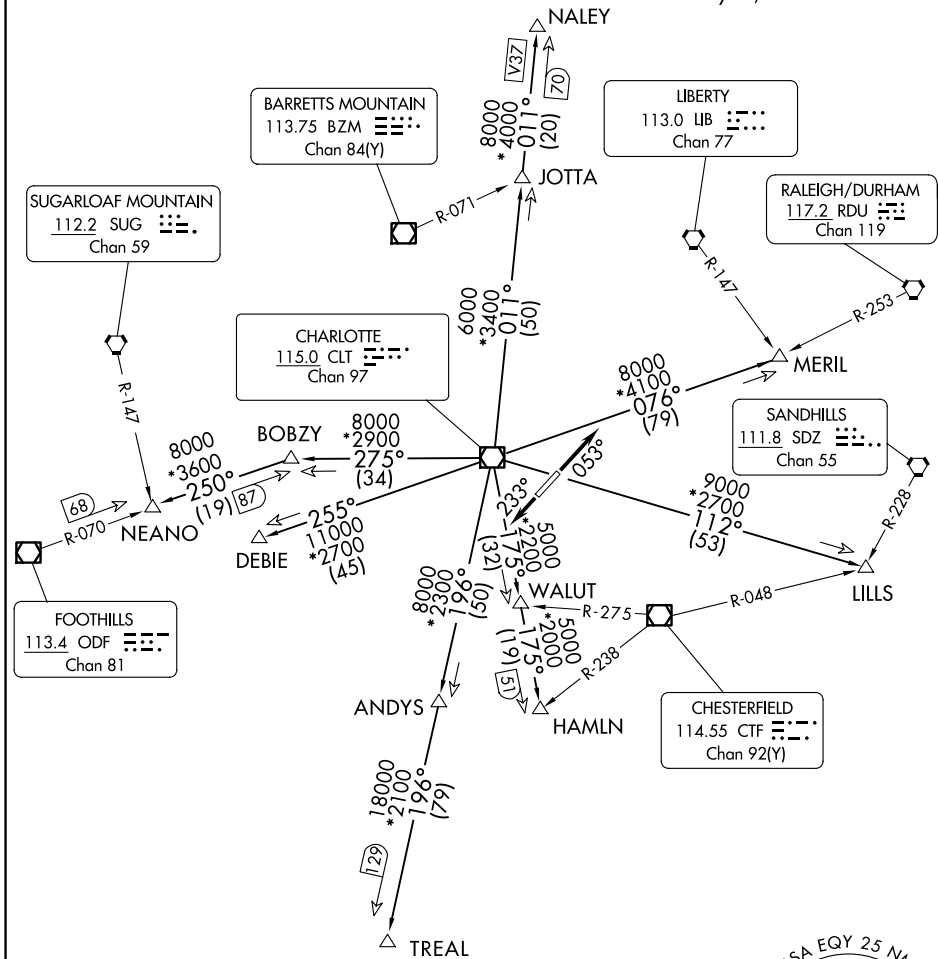 NALEY
V37
70
8000
*4000
011°
(20)
BARRETTS MOUNTAIN
113.75 BZM
Chan 84(Y)
LIBERTY
113.0 LIB
Chan 77
JOTTA
R-071
SUGARLOAF MOUNTAIN
112.2 SUG
Chan 59
RALEIGH/DURHAM
117.2 RDU
Chan 119
R-147
R-253
6000
*3400
011°
(50)
CHARLOTTE
115.0 CLT
Chan 97
MERIL
R-147
8000
*4100
076°
(79)
SANDHILLS
111.8 SDZ
Chan 55
BOBZY
8000
*2900
275°
(34)
8000
*3600
250°
(19)
87
053°
233°
68
R-070
NEANO
255°
11000
*2700
(45)
DEBIE
9000
*2700
112°
(53)
R-228
LILLS
5000
*2200
175°
(32)
WALUT
R-275
R-048
8000
*2300
196°
(50)
FOOTHILLS
113.4 ODF
Chan 81
5000
*2000
175°
(19)
51
R-238
ANDYS
HAMLN
CHESTERFIELD
114.55 CTF
Chan 92(Y)
18000
*2100
196°
(79)
129
TREAL
EQY 25